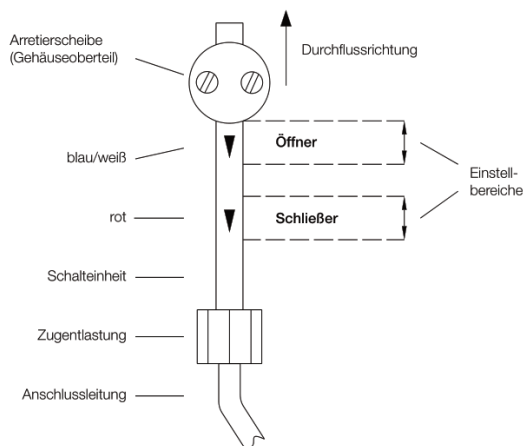 Arretierscheibe
(Gehäuseoberteil)
Durchflussrichtung
blau/weiß
Öffner
Einstell-
bereiche
rot
Schließer
Schalteinheit
Zugentlastung
Anschlussleitung